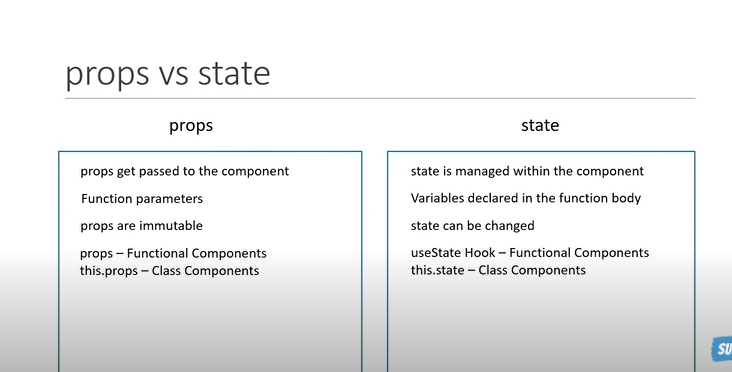 props vs state
props
state
props get passed to the component
Function parameters
props are immutable
props – Functional Components
this.props – Class Components
state is managed within the component
Variables declared in the function body
state can be changed
useState Hook – Functional Components
this.state – Class Components